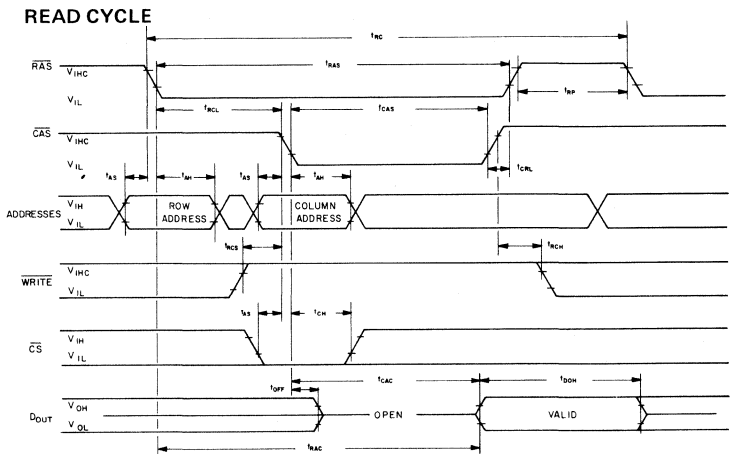 READ CYCLE
tRC
RAS
VIHC
VIL
tRAS
tRP
tRCL
tCAS
CAS
VIHC
VIL
tCRL
tAS
tAH
tAS
tAH
ADDRESSES
VIH
VIL
ROW
ADDRESS
COLUMN
ADDRESS
tRCS
tRCH
WRITE
VIHC
VIL
tAS
tCH
CS
VIH
VIL
tCAC
tDOH
tOFF
DOUT
VOH
VOL
OPEN
VALID
tRAC